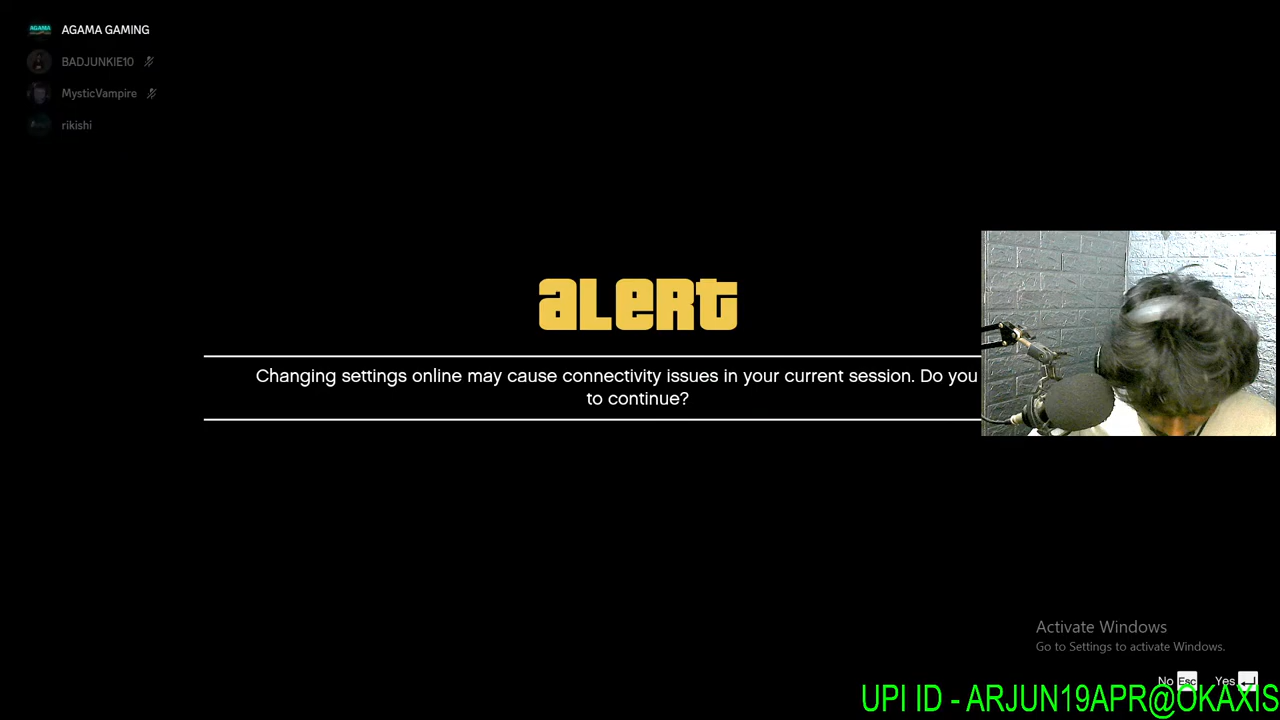 AGAMA
AGAMA GAMING
BADJUNKIE10
MysticVampire
rikishi
aLeRt
Changing settings online may cause connectivity issues in your current session. Do you
to continue?
Activate Windows
Go to Settings to activate Windows.
No Esc Yes
UPI ID - ARJUN19APR@OKAXIS